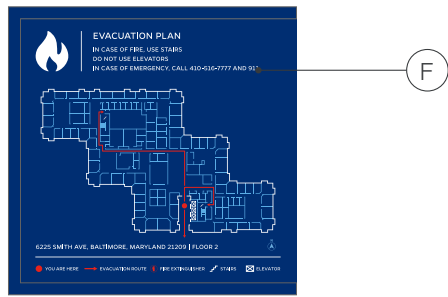 EVACUATION PLAN
IN CASE OF FIRE, USE STAIRS
DO NOT USE ELEVATORS
IN CASE OF EMERGENCY, CALL 410-516-7777 AND 911
F
6225 SMITH AVE, BALTIMORE, MARYLAND 21209 | FLOOR 2
YOU ARE HERE EVACUATION ROUTE FIRE EXTINGUISHER STAIRS ELEVATOR